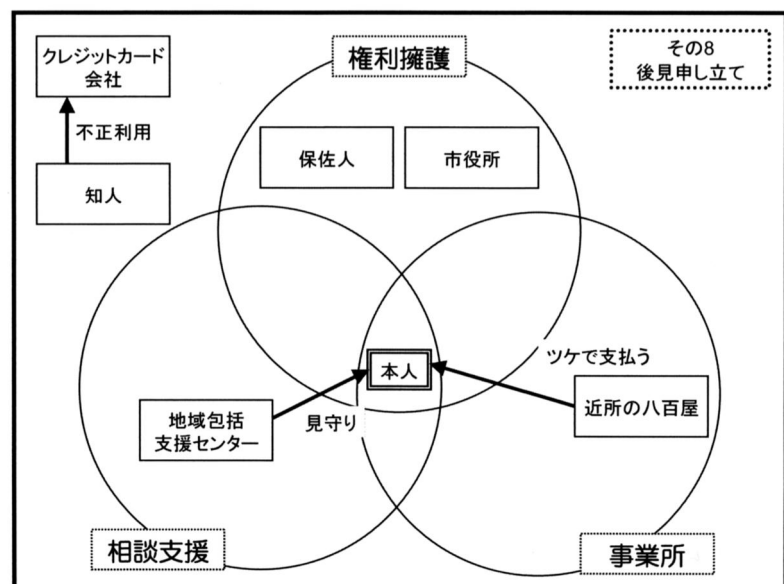 クレジットカード
会社
権利擁護
その8
後見申し立て
不正利用
知人
保佐人
市役所
本人
ツケで支払う
地域包括
支援センター
見守り
近所の八百屋
相談支援
事業所